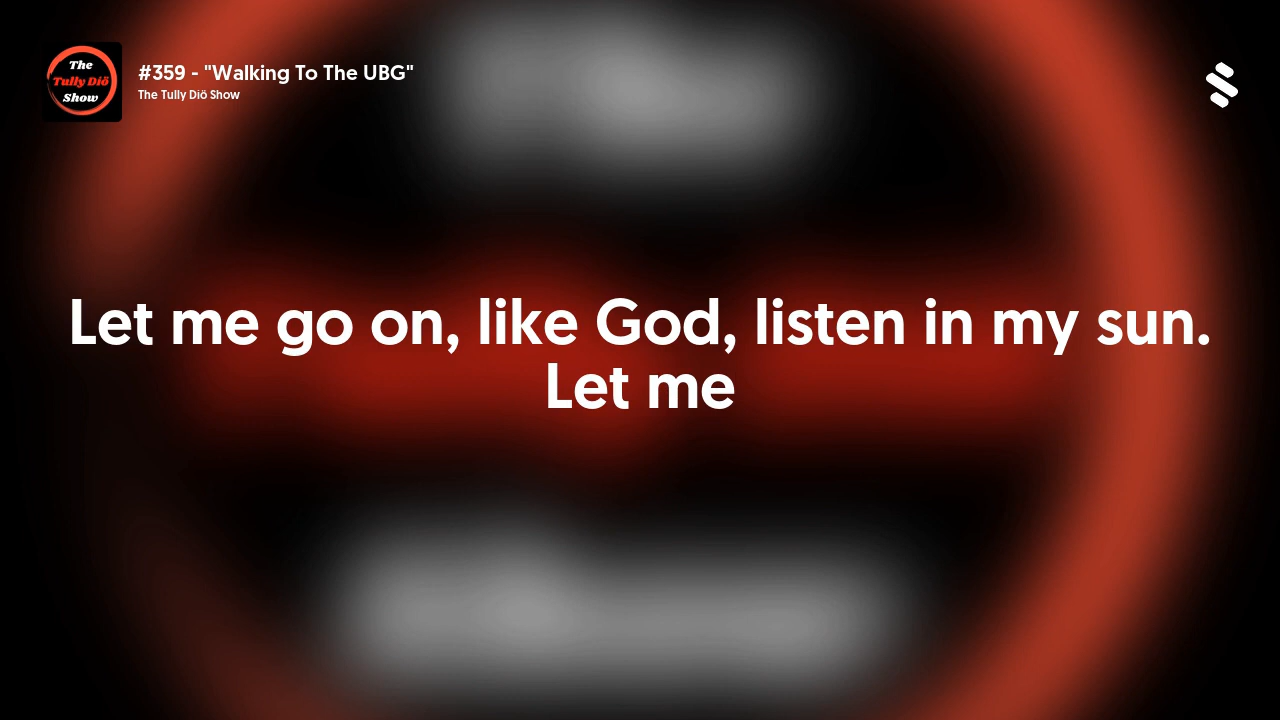 The
Tully Diö
Show
#359 - "Walking To The UBG"
The Tully Diö Show
Let me go on, like God, listen in my sun.
Let me